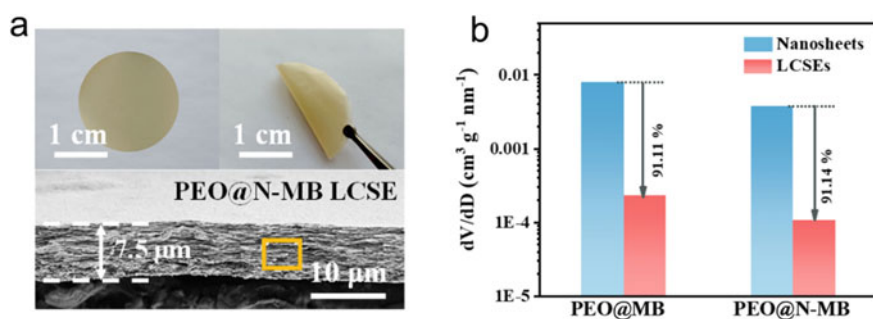 a
1 cm
1 cm
PEO@N-MB LCSE
7.5 μm
10 μm
b
Nanosheets
LCSEs
dV/dD (cm³ g⁻¹ nm⁻¹)
0.01
0.001
1E-4
1E-5
91.11 %
91.14 %
PEO@MB
PEO@N-MB